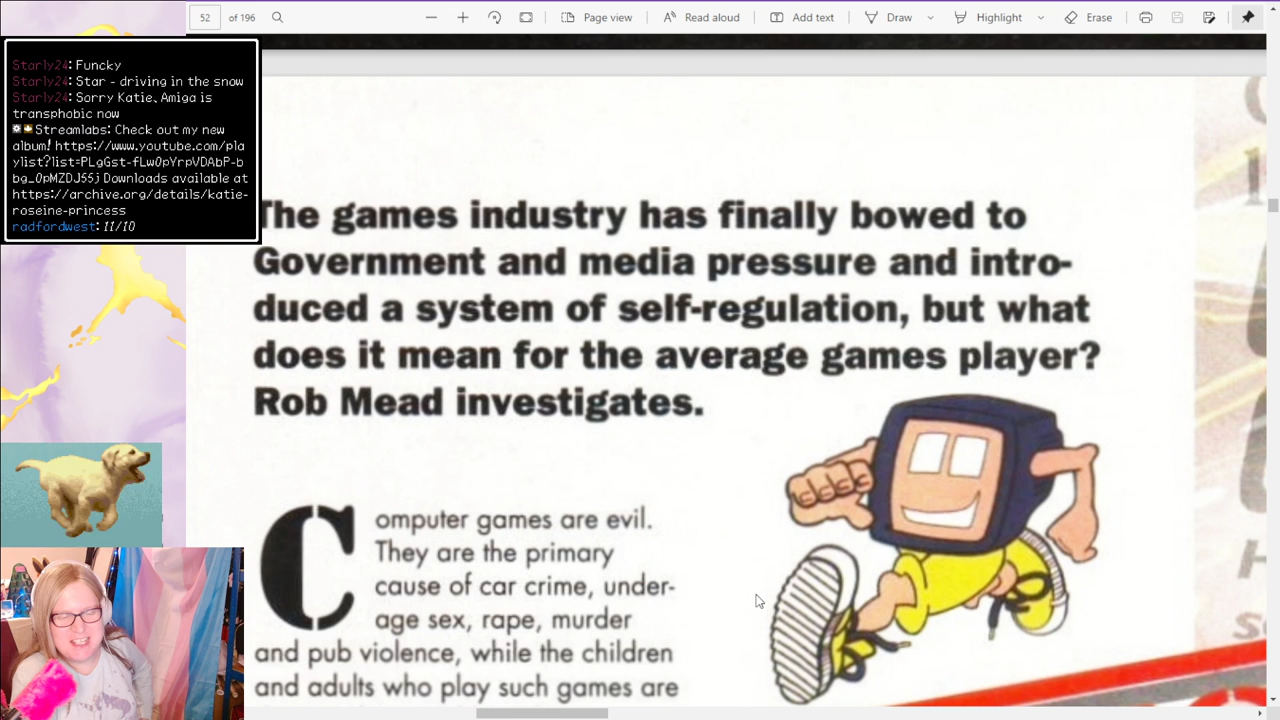 52 of 196
Page view
Read aloud
Add text
Draw
Highlight
Erase
Starly24: Funcky
Starly24: Star - driving in the snow
Starly24: Sorry Katie, Amiga is
transphobic now
Streamlabs: Check out my new
album! https://www.youtube.com/pla
ylist?list=PLgGst-fLw0pYrpVDAbP-b
bg_0pMZDJ55j Downloads available at
https://archive.org/details/katie-
roseine-princess
radfordwest: 11/10
The games industry has finally bowed to
Government and media pressure and intro-
duced a system of self-regulation, but what
does it mean for the average games player?
Rob Mead investigates.
Computer games are evil.
They are the primary
cause of car crime, under-
age sex, rape, murder
and pub violence, while the children
and adults who play such games are